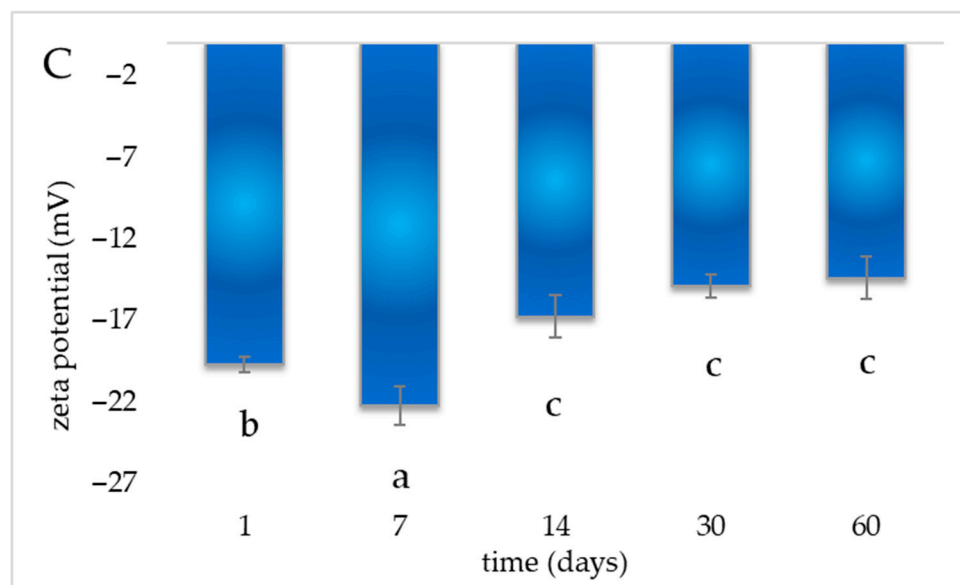 C
zeta potential (mV)
–2
–7
–12
–17
–22
–27
b
a
c
c
c
1 7 14 30 60
time (days)